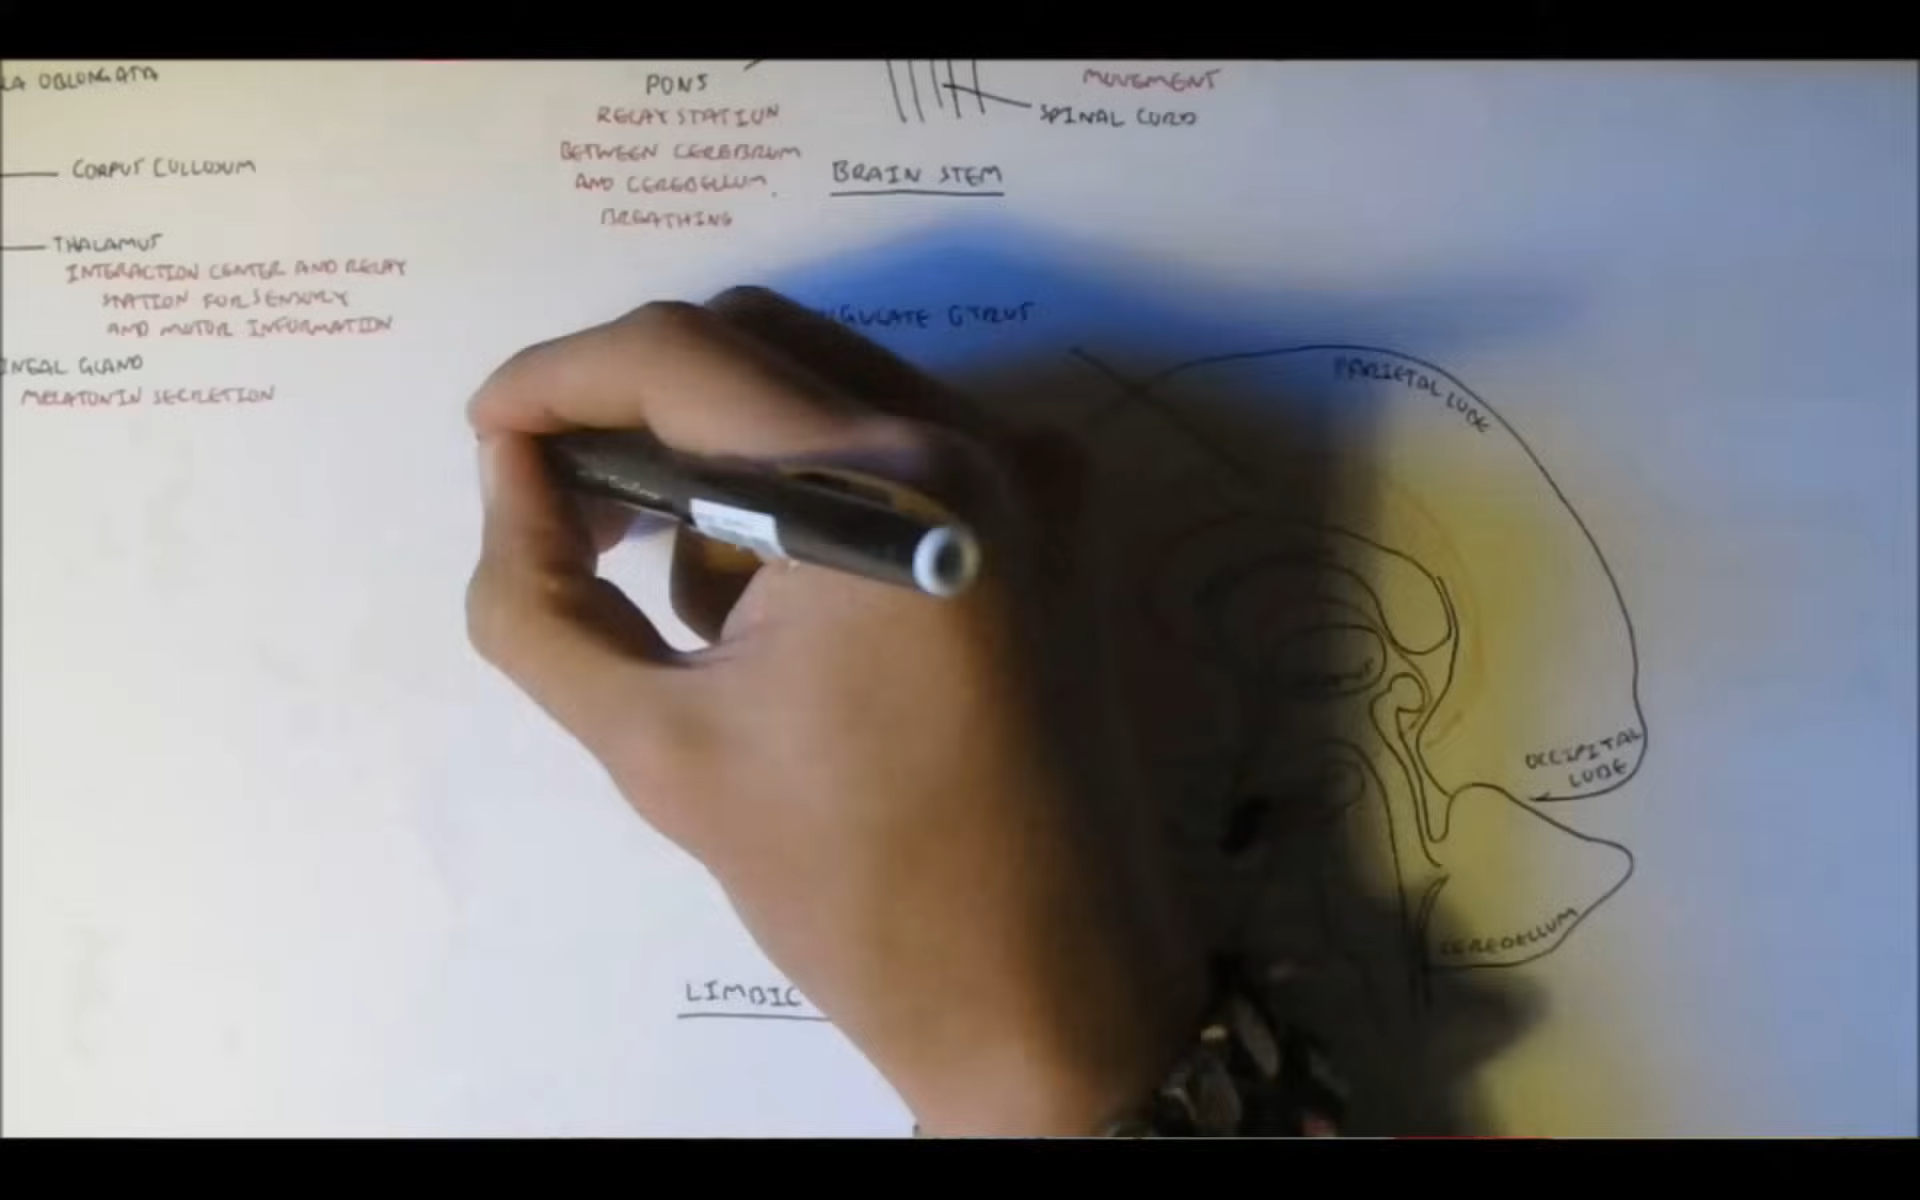 LA OBLONGATA
CORPUS CULLOSUM
THALAMUS
INTERACTION CENTER AND RELAY
STATION FOR SENSORY
AND MOTOR INFORMATION
INEAL GLAND
MELATONIN SECRETION
PONS
RELAY STATION
BETWEEN CEREBRUM
AND CEREBELLUM.
BREATHING
MOVEMENT
SPINAL CORD
BRAIN STEM
NGULATE GYRUS
PARIETAL LOBE
OCCIPITAL
LOBE
CEREBELLUM
LIMBIC